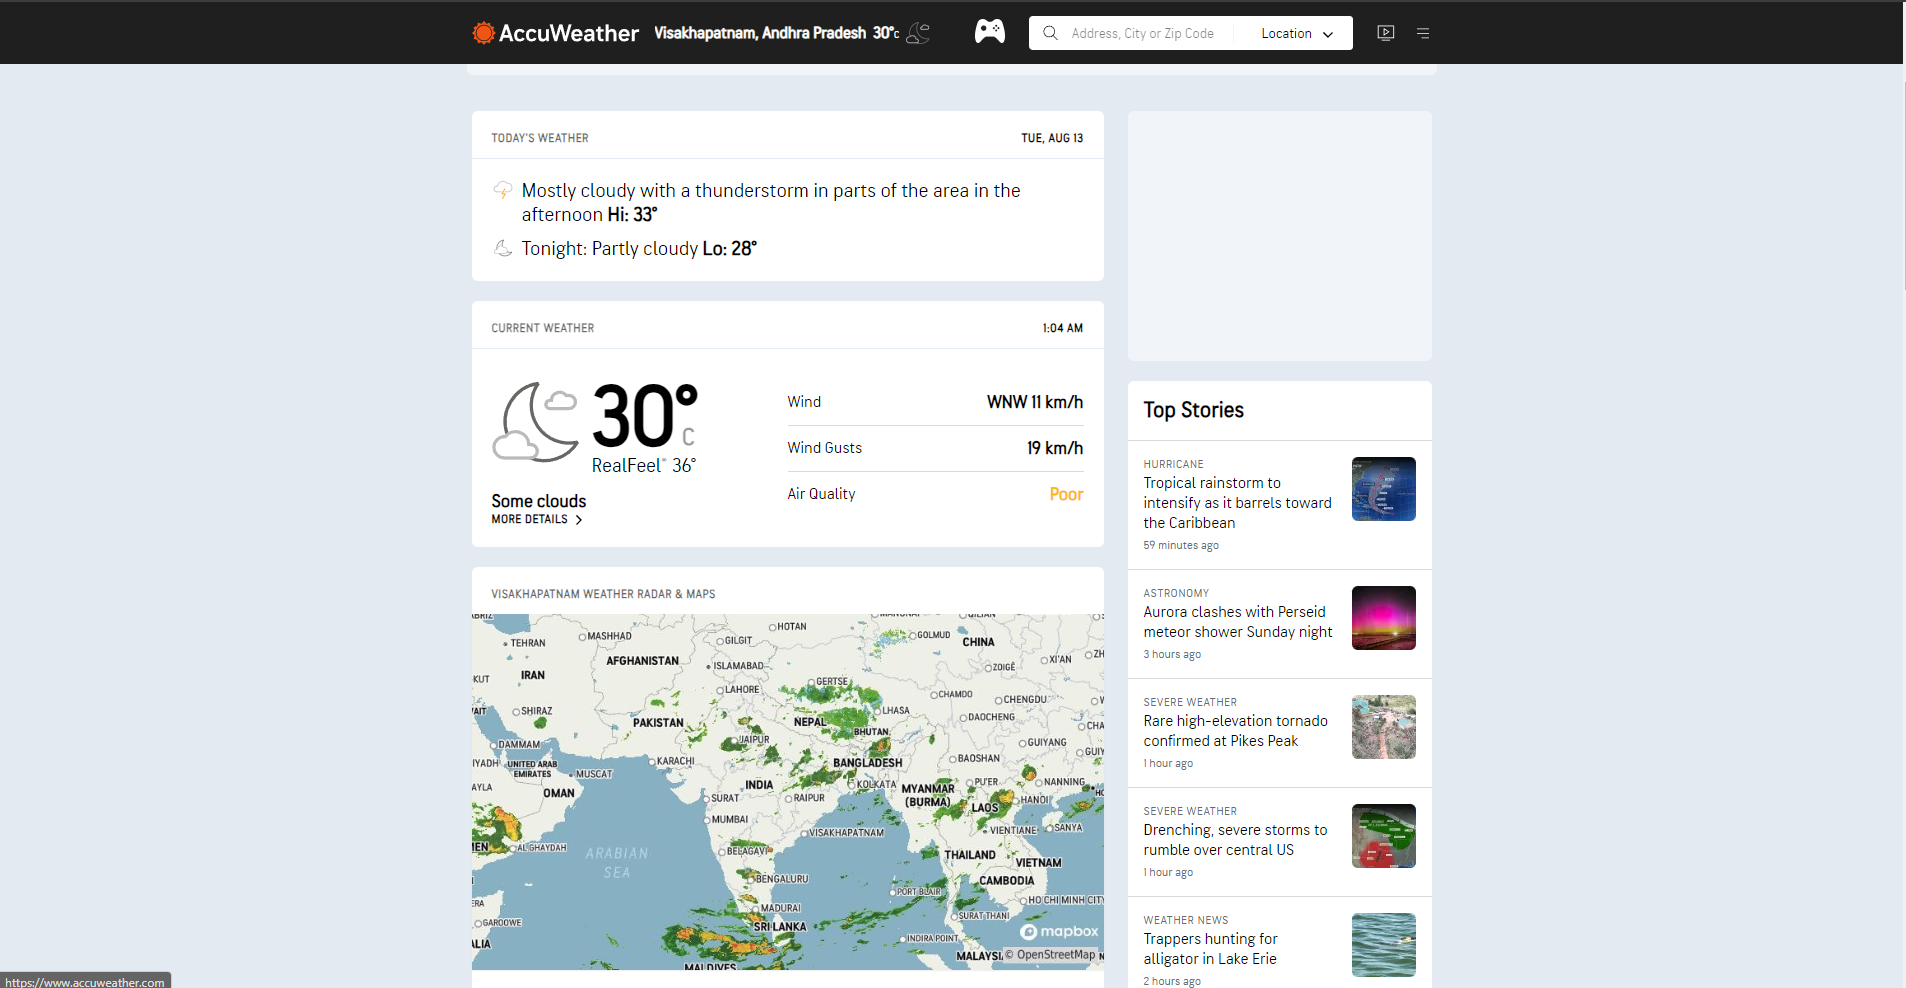 AccuWeather
Visakhapatnam, Andhra Pradesh 30°C
Address, City or Zip Code
Location
TODAY'S WEATHER
TUE, AUG 13
Mostly cloudy with a thunderstorm in parts of the area in the
afternoon Hi: 33°
Tonight: Partly cloudy Lo: 28°
CURRENT WEATHER
1:04 AM
30°C
RealFeel® 36°
Some clouds
MORE DETAILS
Wind
WNW 11 km/h
Wind Gusts
19 km/h
Air Quality
Poor
VISAKHAPATNAM WEATHER RADAR & MAPS
HOTAN
MASHHAD
TEHRAN
GILGIT
GOLMUD
CHINA
AFGHANISTAN
ISLAMABAD
ZOIGÊ
XI'AN
ZH
IRAN
KUT
GERTSE
LAHORE
CHAMDO
CHENGDU
SHIRAZ
LHASA
DAOCHENG
PAKISTAN
NEPAL
CHA
BHUTAN
JAIPUR
DAMMAM
GUIYANG
KARACHI
BAOSHAN
BANGLADESH
UNITED ARAB
EMIRATES
MUSCAT
INDIA
KOLKATA
PU'ER
NANNING
OMAN
MYANMAR
(BURMA)
SURAT
RAIPUR
HANOI
LAOS
MUMBAI
VISAKHAPATNAM
VIENTIANE
SANYA
AL GHAYDAH
ARABIAN
SEA
BELAGAVI
THAILAND
VIETNAM
BENGALURU
CAMBODIA
PORT BLAIR
HO CHI MINH CITY
MADURAI
SURAT THANI
GAROOWE
SRI LANKA
INDIRA POINT
mapbox
© OpenStreetMap
MALDIVES
MALAYSI
Top Stories
HURRICANE
Tropical rainstorm to
intensify as it barrels toward
the Caribbean
59 minutes ago
ASTRONOMY
Aurora clashes with Perseid
meteor shower Sunday night
3 hours ago
SEVERE WEATHER
Rare high-elevation tornado
confirmed at Pikes Peak
1 hour ago
SEVERE WEATHER
Drenching, severe storms to
rumble over central US
1 hour ago
WEATHER NEWS
Trappers hunting for
alligator in Lake Erie
2 hours ago
https://www.accuweather.com